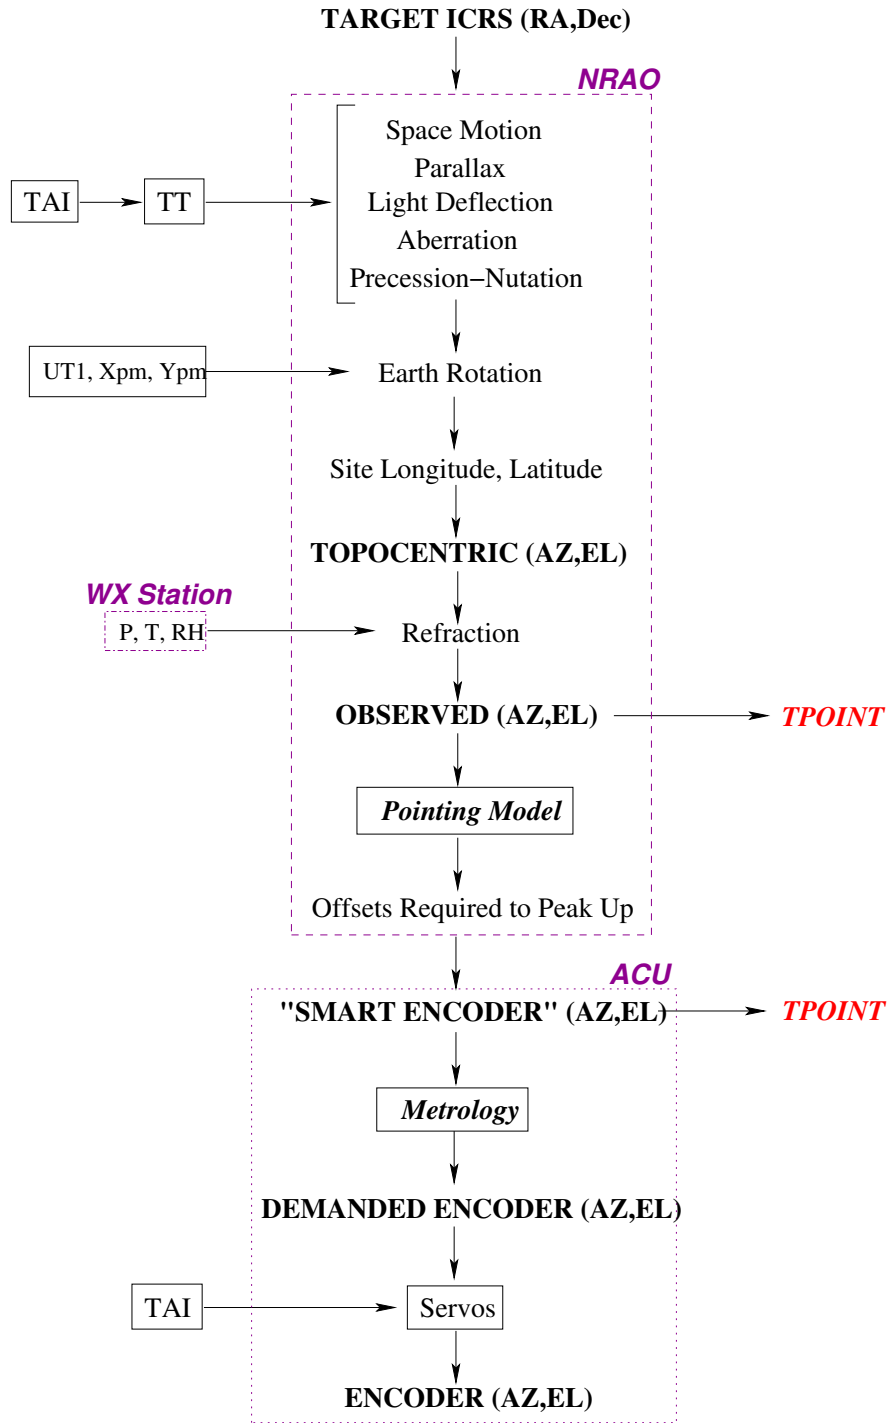 TARGET ICRS (RA,Dec)
NRAO
Space Motion
Parallax
TAI
TT
Light Deflection
Aberration
Precession−Nutation
UT1, Xpm, Ypm
Earth Rotation
Site Longitude, Latitude
TOPOCENTRIC (AZ,EL)
WX Station
P, T, RH
Refraction
OBSERVED (AZ,EL)
TPOINT
Pointing Model
Offsets Required to Peak Up
ACU
"SMART ENCODER" (AZ,EL)
TPOINT
Metrology
DEMANDED ENCODER (AZ,EL)
TAI
Servos
ENCODER (AZ,EL)